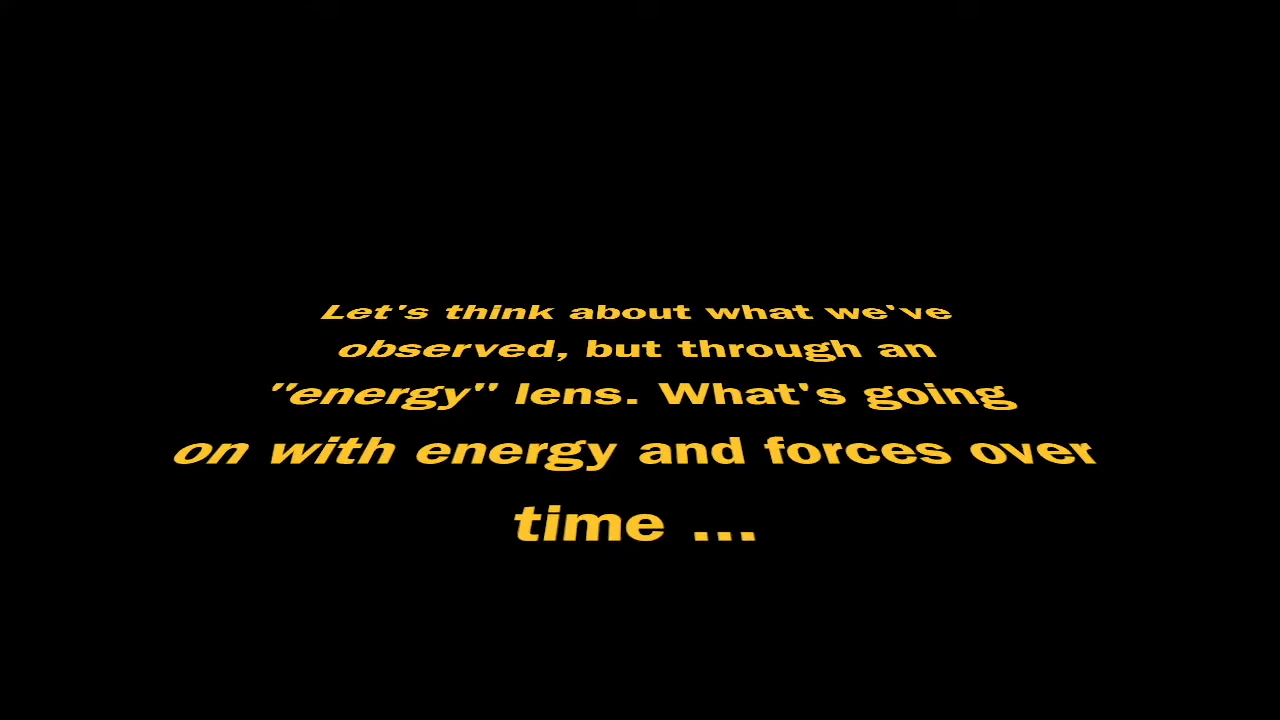 Let's think about what we've
observed, but through an
"energy" lens. What's going
on with energy and forces over
time ...